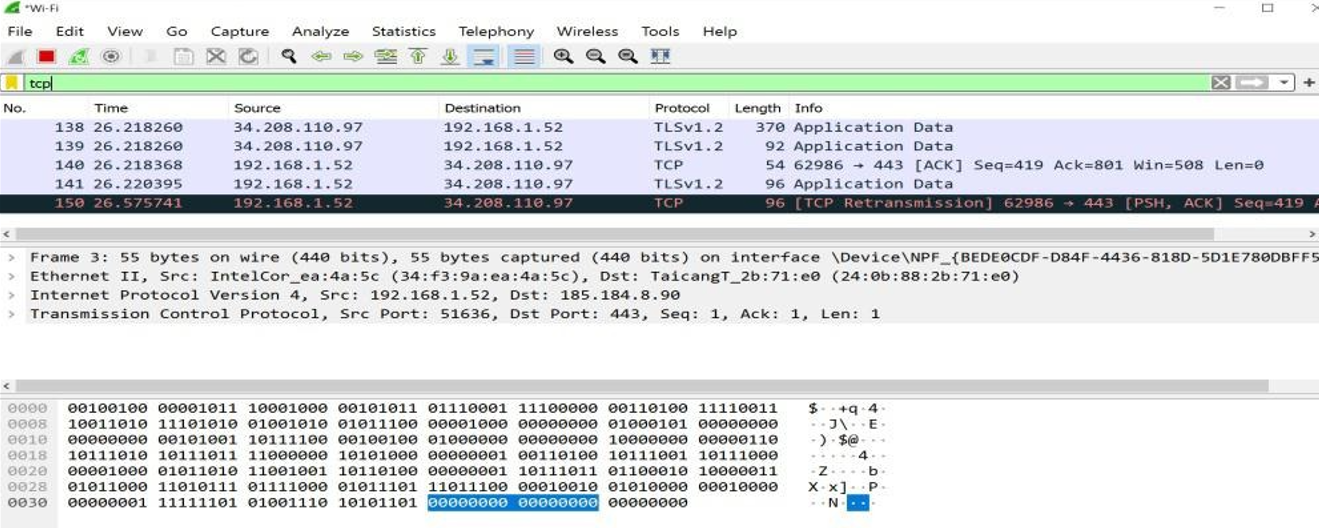 *Wi-Fi
File Edit View Go Capture Analyze Statistics Telephony Wireless Tools Help
tcp
No. Time Source Destination Protocol Length Info
138 26.218260 34.208.110.97 192.168.1.52 TLSv1.2 370 Application Data
139 26.218260 34.208.110.97 192.168.1.52 TLSv1.2 92 Application Data
140 26.218368 192.168.1.52 34.208.110.97 TCP 54 62986 → 443 [ACK] Seq=419 Ack=801 Win=508 Len=0
141 26.220395 192.168.1.52 34.208.110.97 TLSv1.2 96 Application Data
150 26.575741 192.168.1.52 34.208.110.97 TCP 96 [TCP Retransmission] 62986 → 443 [PSH, ACK] Seq=419 A
Frame 3: 55 bytes on wire (440 bits), 55 bytes captured (440 bits) on interface \Device\NPF_{BEDE0CDF-D84F-4436-818D-5D1E780DBFF5
Ethernet II, Src: IntelCor_ea:4a:5c (34:f3:9a:ea:4a:5c), Dst: TaicangT_2b:71:e0 (24:0b:88:2b:71:e0)
Internet Protocol Version 4, Src: 192.168.1.52, Dst: 185.184.8.90
Transmission Control Protocol, Src Port: 51636, Dst Port: 443, Seq: 1, Ack: 1, Len: 1
0000 00100100 00001011 10001000 00101011 01110001 11100000 00110100 11110011 $··+q·4·
0008 10011010 11101010 01001010 01011100 00001000 00000000 01000101 00000000 ··J\··E·
0010 00000000 00101001 10111100 00100100 01000000 00000000 10000000 00000110 ·)·$@···
0018 10111010 10111011 11000000 10101000 00000001 00110100 10111001 10111000 ·····4··
0020 00001000 01011010 11001001 10110100 00000001 10111011 01100010 10000011 ·Z····b·
0028 01011000 11010111 01111000 01011101 11011100 00010010 01010000 00010000 X·x]··P·
0030 00000001 11111101 01001110 10101101 00000000 00000000 00000000 ··N····